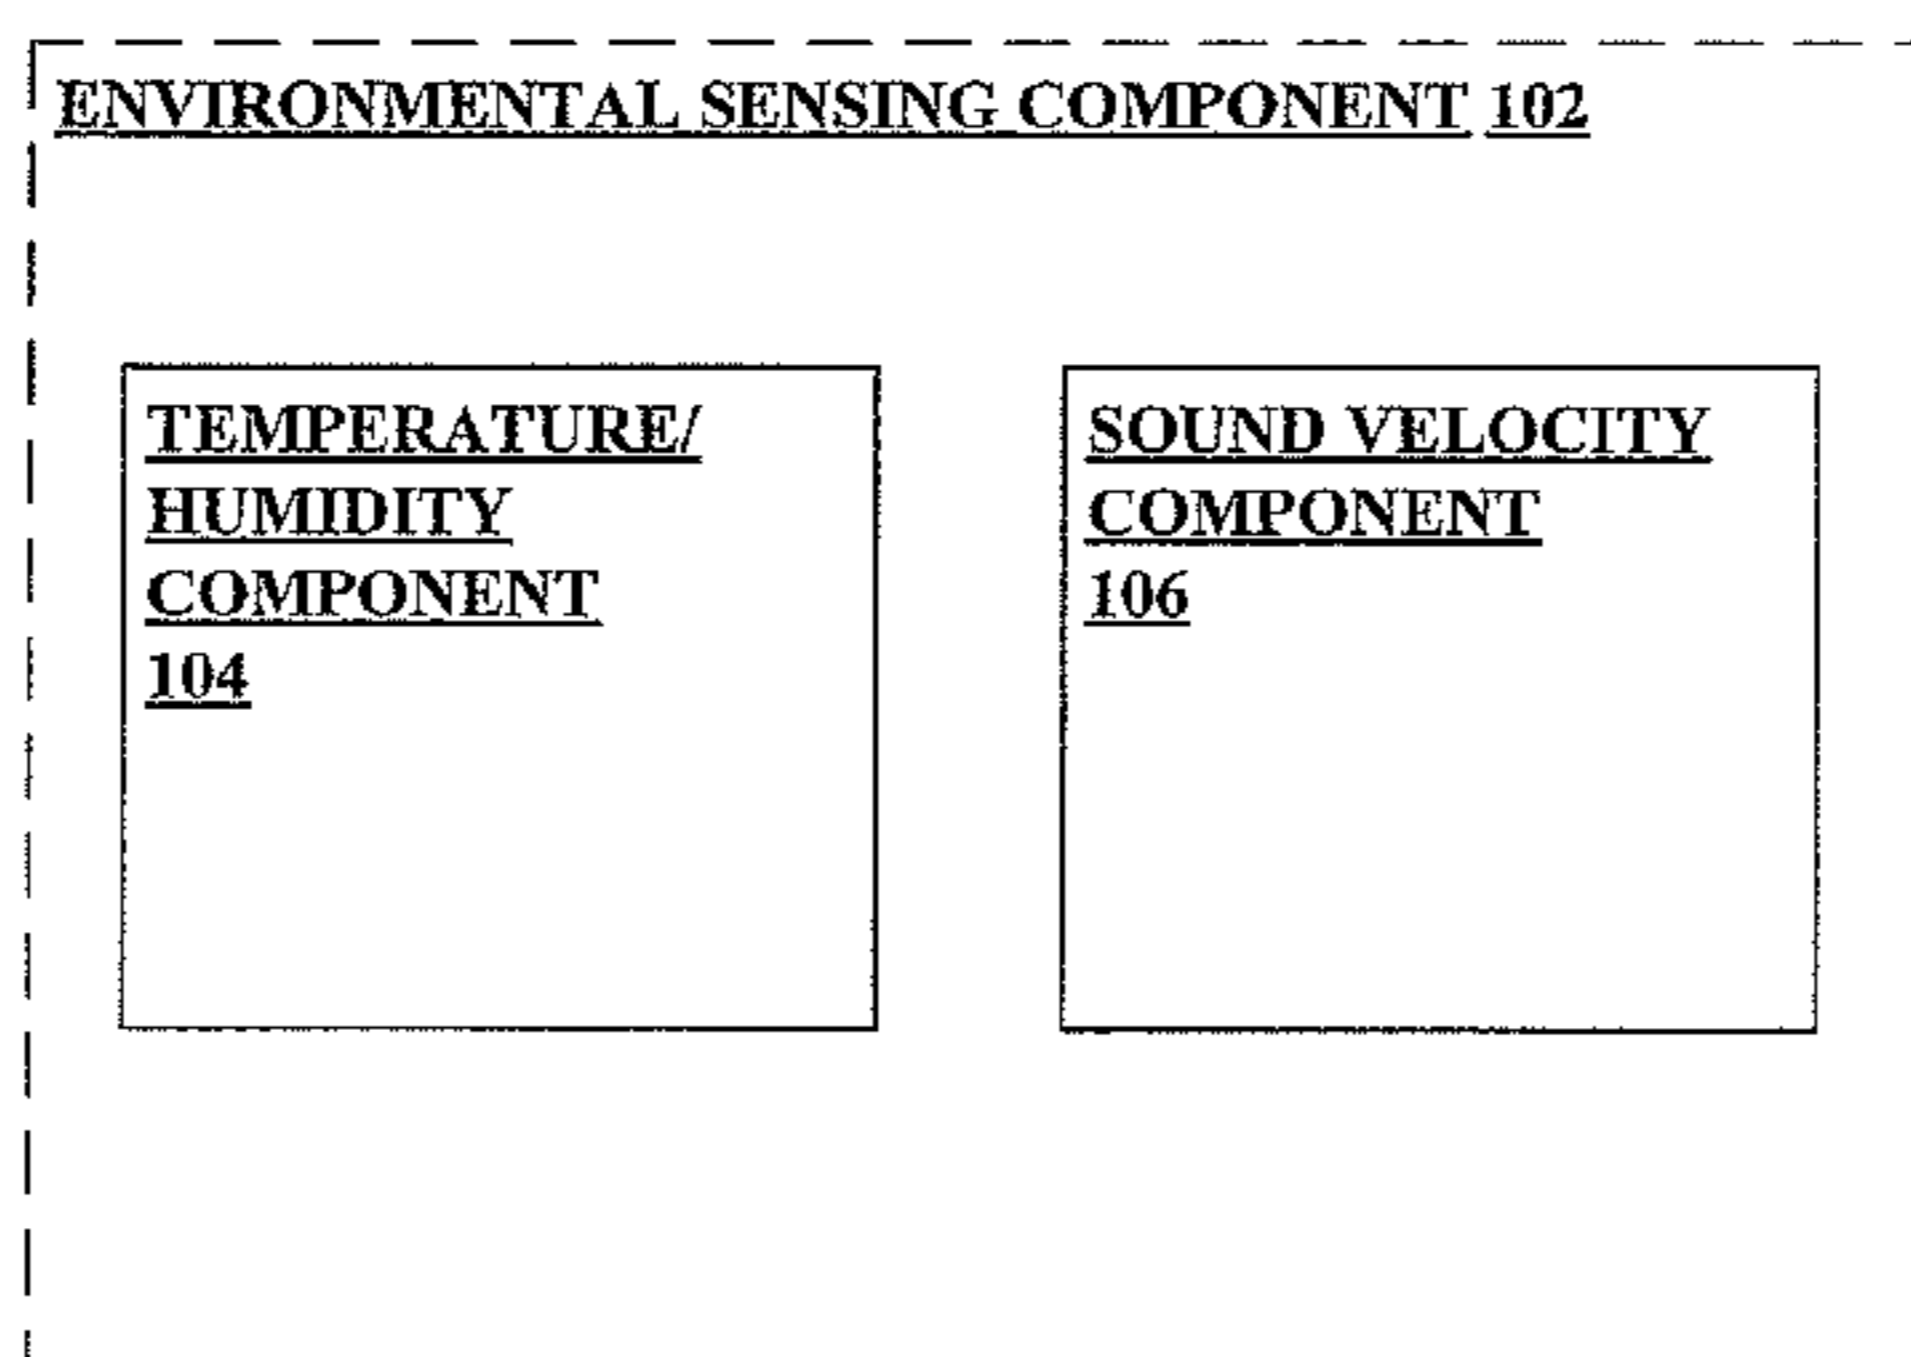 ENVIRONMENTAL SENSING COMPONENT 102
TEMPERATURE/
HUMIDITY
COMPONENT
104
SOUND VELOCITY
COMPONENT
106